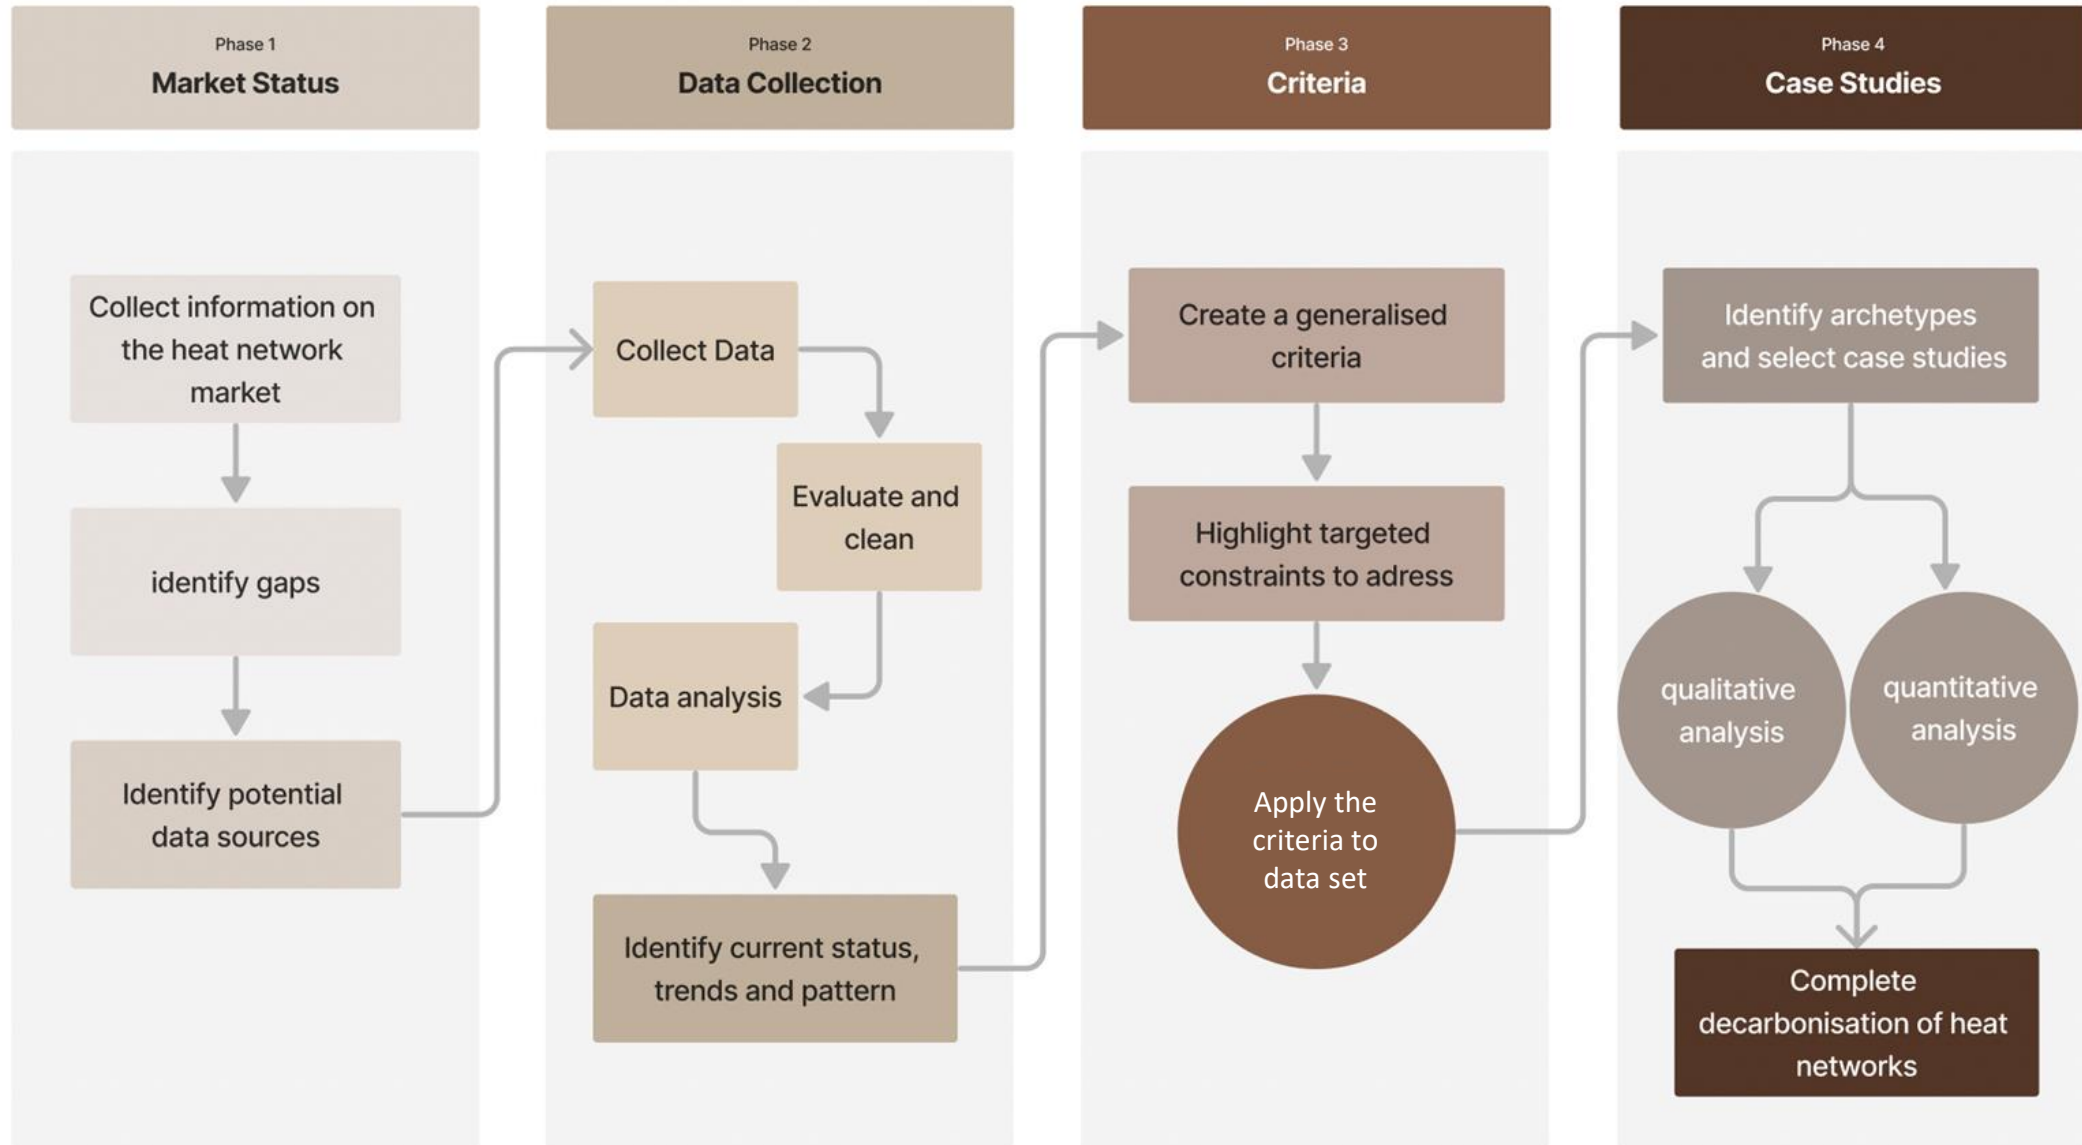 Phase 1
Market Status
Collect information on
the heat network
market
identify gaps
Identify potential
data sources
Phase 2
Data Collection
Collect Data
Evaluate and
clean
Data analysis
Identify current status,
trends and pattern
Phase 3
Criteria
Create a generalised
criteria
Highlight targeted
constraints to adress
Apply the
criteria to
data set
Phase 4
Case Studies
Identify archetypes
and select case studies
qualitative
analysis
quantitative
analysis
Complete
decarbonisation of heat
networks